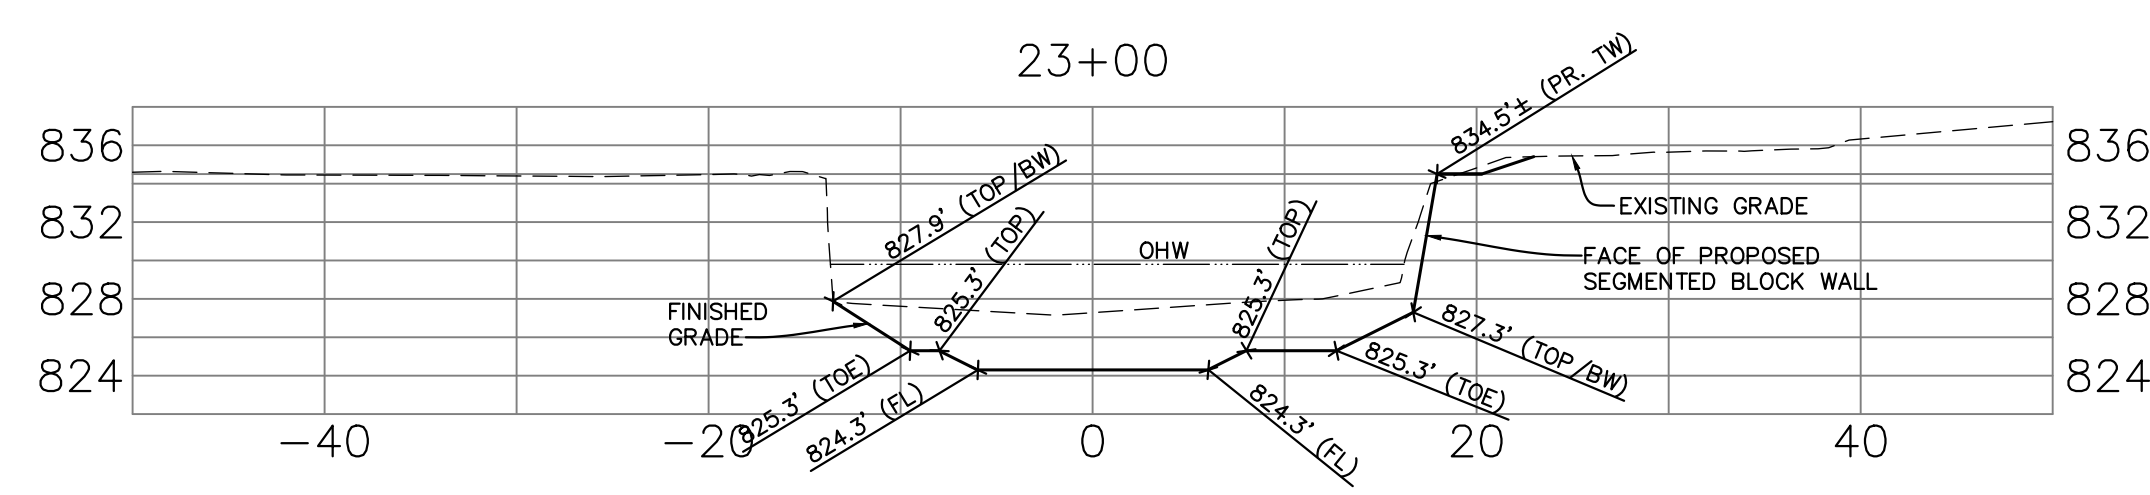 23+00
834.5'± (PR. TW)
836
836
827.9' (TOP/BW)
825.3' (TOP)
825.3' (TOP)
EXISTING GRADE
832
832
OHW
FACE OF PROPOSED
SEGMENTED BLOCK WALL
828
828
FINISHED
GRADE
827.3' (TOP/BW)
824
824
825.3' (TOE)
824.3' (FL)
824.3' (FL)
825.3' (TOE)
-40
-20
0
20
40